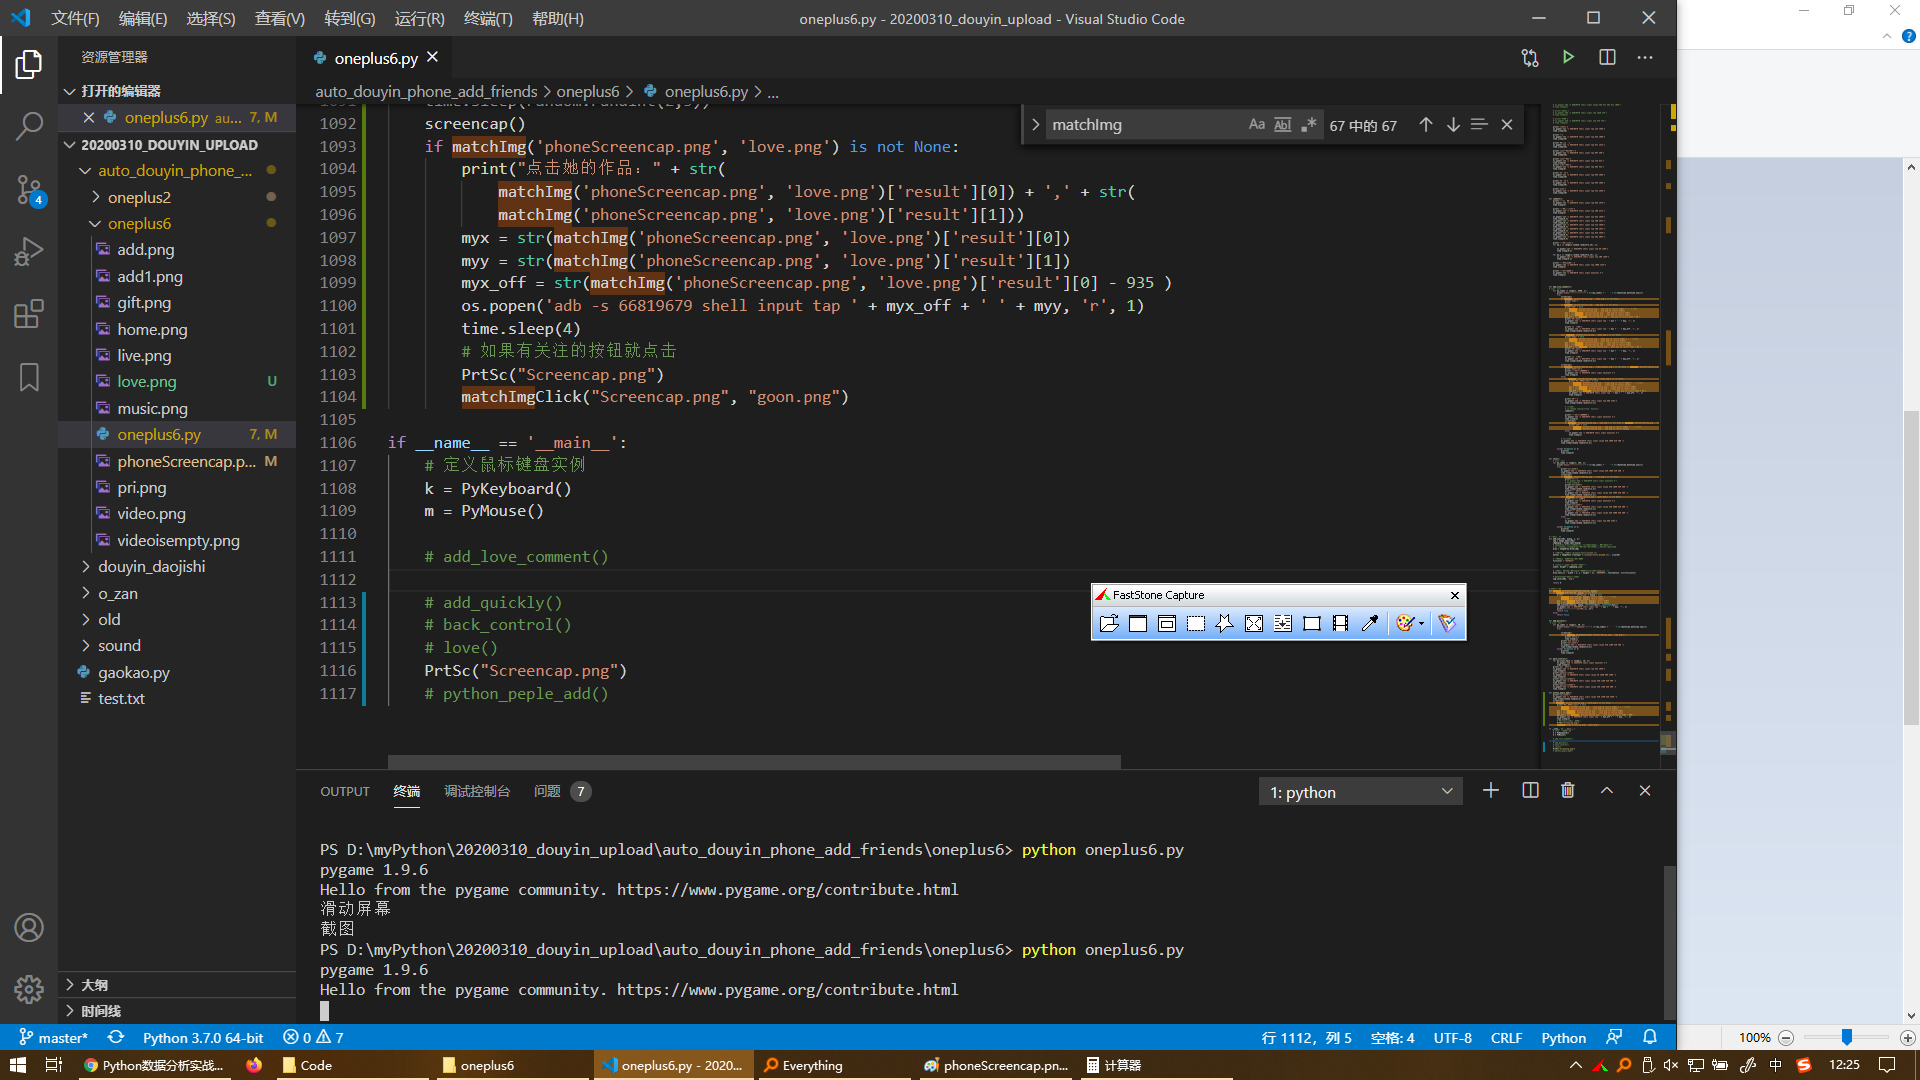 文件(F) 编辑(E) 选择(S) 查看(V) 转到(G) 运行(R) 终端(T) 帮助(H) oneplus6.py - 20200310_douyin_upload - Visual Studio Code
资源管理器
oneplus6.py
打开的编辑器
auto_douyin_phone_add_friends > oneplus6 > oneplus6.py > ...
oneplus6.py au... 7, M
20200310_DOUYIN_UPLOAD
auto_douyin_phone_...
oneplus2
oneplus6
add.png
add1.png
gift.png
home.png
live.png
love.png U
music.png
oneplus6.py 7, M
phoneScreencap.p... M
pri.png
video.png
videoisempty.png
douyin_daojishi
o_zan
old
sound
gaokao.py
test.txt
大纲
时间线
4
matchImg Aa Abl .* 67 中的 67
1091 time.sleep(random.randint(2,3))
1092 screencap()
1093 if matchImg('phoneScreencap.png', 'love.png') is not None:
1094 print("点击她的作品：" + str(
1095 matchImg('phoneScreencap.png', 'love.png')['result'][0]) + ',' + str(
1096 matchImg('phoneScreencap.png', 'love.png')['result'][1]))
1097 myx = str(matchImg('phoneScreencap.png', 'love.png')['result'][0])
1098 myy = str(matchImg('phoneScreencap.png', 'love.png')['result'][1])
1099 myx_off = str(matchImg('phoneScreencap.png', 'love.png')['result'][0] - 935 )
1100 os.popen('adb -s 66819679 shell input tap ' + myx_off + ' ' + myy, 'r', 1)
1101 time.sleep(4)
1102 # 如果有关注的按钮就点击
1103 PrtSc("Screencap.png")
1104 matchImgClick("Screencap.png", "goon.png")
1105
1106 if __name__ == '__main__':
1107 # 定义鼠标键盘实例
1108 k = PyKeyboard()
1109 m = PyMouse()
1110
1111 # add_love_comment()
1112
1113 # add_quickly()
1114 # back_control()
1115 # love()
1116 PrtSc("Screencap.png")
1117 # python_peple_add()
FastStone Capture
OUTPUT 终端 调试控制台 问题 7 1: python
PS D:\myPython\20200310_douyin_upload\auto_douyin_phone_add_friends\oneplus6> python oneplus6.py
pygame 1.9.6
Hello from the pygame community. https://www.pygame.org/contribute.html
滑动屏幕
截图
PS D:\myPython\20200310_douyin_upload\auto_douyin_phone_add_friends\oneplus6> python oneplus6.py
pygame 1.9.6
Hello from the pygame community. https://www.pygame.org/contribute.html
master* Python 3.7.0 64-bit 0 7 行 1112，列 5 空格: 4 UTF-8 CRLF Python
100%
Python数据分析实战... Code oneplus6 oneplus6.py - 2020... Everything phoneScreencap.pn... 计算器 中 12:25